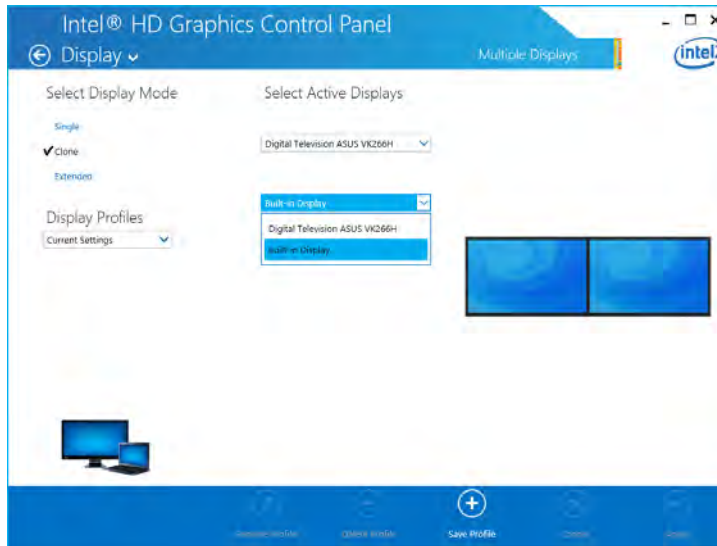 Intel® HD Graphics Control Panel
Display
Multiple Displays
intel
Select Display Mode
Select Active Displays
Single
Clone
Extended
Digital Television ASUS VK266H
Built-in Display
Digital Television ASUS VK266H
Built-in Display
Display Profiles
Current Settings
Save Profile